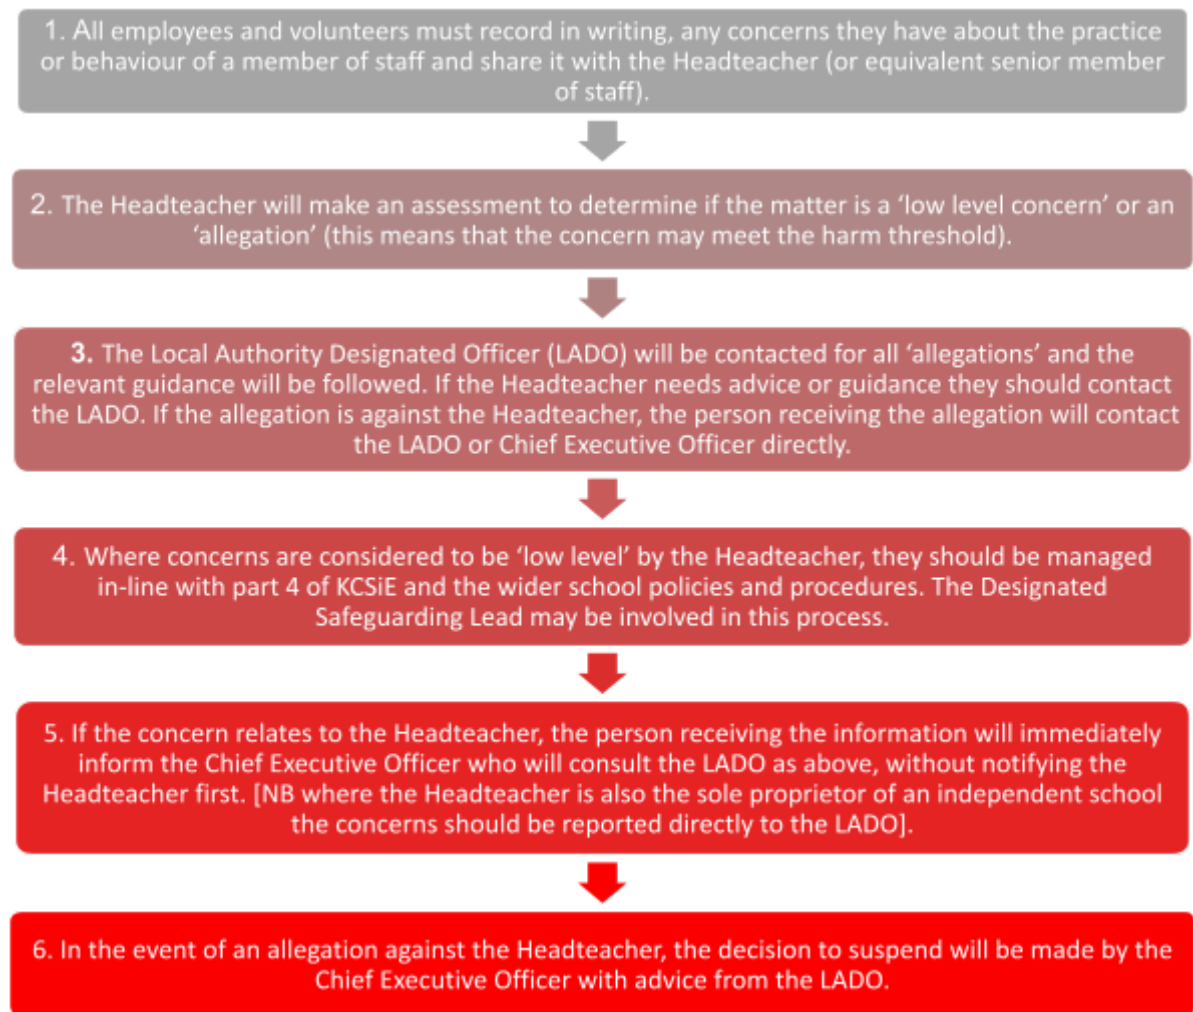 1. All employees and volunteers must record in writing, any concerns they have about the practice
or behaviour of a member of staff and share it with the Headteacher (or equivalent senior member
of staff).
2. The Headteacher will make an assessment to determine if the matter is a ‘low level concern’ or an
‘allegation’ (this means that the concern may meet the harm threshold).
3. The Local Authority Designated Officer (LADO) will be contacted for all ‘allegations’ and the
relevant guidance will be followed. If the Headteacher needs advice or guidance they should contact
the LADO. If the allegation is against the Headteacher, the person receiving the allegation will contact
the LADO or Chief Executive Officer directly.
4. Where concerns are considered to be ‘low level’ by the Headteacher, they should be managed
in-line with part 4 of KCSiE and the wider school policies and procedures. The Designated
Safeguarding Lead may be involved in this process.
5. If the concern relates to the Headteacher, the person receiving the information will immediately
inform the Chief Executive Officer who will consult the LADO as above, without notifying the
Headteacher first. [NB where the Headteacher is also the sole proprietor of an independent school
the concerns should be reported directly to the LADO].
6. In the event of an allegation against the Headteacher, the decision to suspend will be made by the
Chief Executive Officer with advice from the LADO.